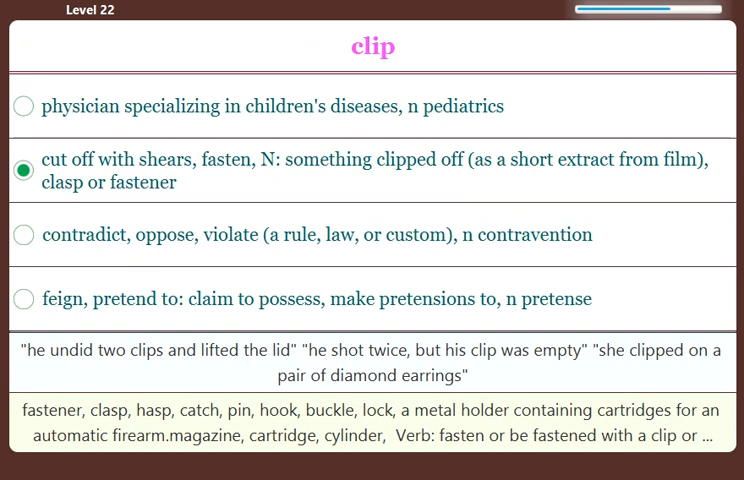 Level 22
clip
physician specializing in children's diseases, n pediatrics
cut off with shears, fasten, N: something clipped off (as a short extract from film),
clasp or fastener
contradict, oppose, violate (a rule, law, or custom), n contravention
feign, pretend to: claim to possess, make pretensions to, n pretense
"he undid two clips and lifted the lid" "he shot twice, but his clip was empty" "she clipped on a
pair of diamond earrings"
fastener, clasp, hasp, catch, pin, hook, buckle, lock, a metal holder containing cartridges for an
automatic firearm.magazine, cartridge, cylinder,  Verb: fasten or be fastened with a clip or ...